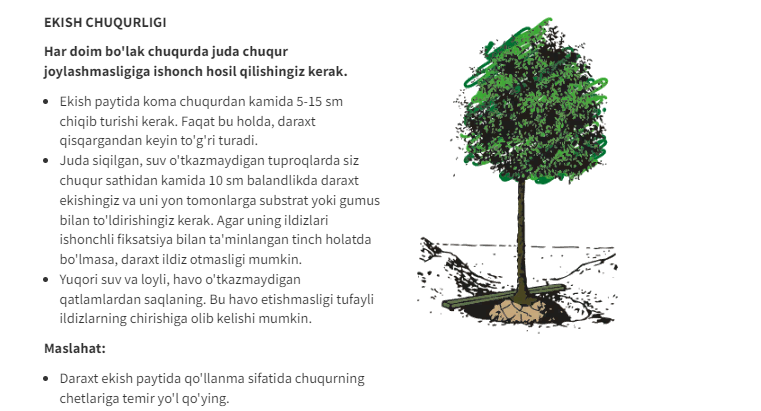 EKISH CHUQURLIGI
Har doim bo'lak chuqurda juda chuqur
joylashmasligiga ishonch hosil qilishingiz kerak.
• Ekish paytida koma chuqurdan kamida 5-15 sm
chiqib turishi kerak. Faqat bu holda, daraxt
qisqargandan keyin to'g'ri turadi.
• Juda siqilgan, suv o'tkazmaydigan tuproqlarda siz
chuqur sathidan kamida 10 sm balandlikda daraxt
ekishingiz va uni yon tomonlarga substrat yoki gumus
bilan to'ldirishingiz kerak. Agar uning ildizlari
ishonchli fiksatsiya bilan ta'minlangan tinch holatda
bo'lmasa, daraxt ildiz otmasligi mumkin.
• Yuqori suv va loyli, havo o'tkazmaydigan
qatlamlardan saqlaning. Bu havo etishmasligi tufayli
ildizlarning chirishiga olib kelishi mumkin.
Maslahat:
• Daraxt ekish paytida qo'llanma sifatida chuqurning
chetlariga temir yo'l qo'ying.